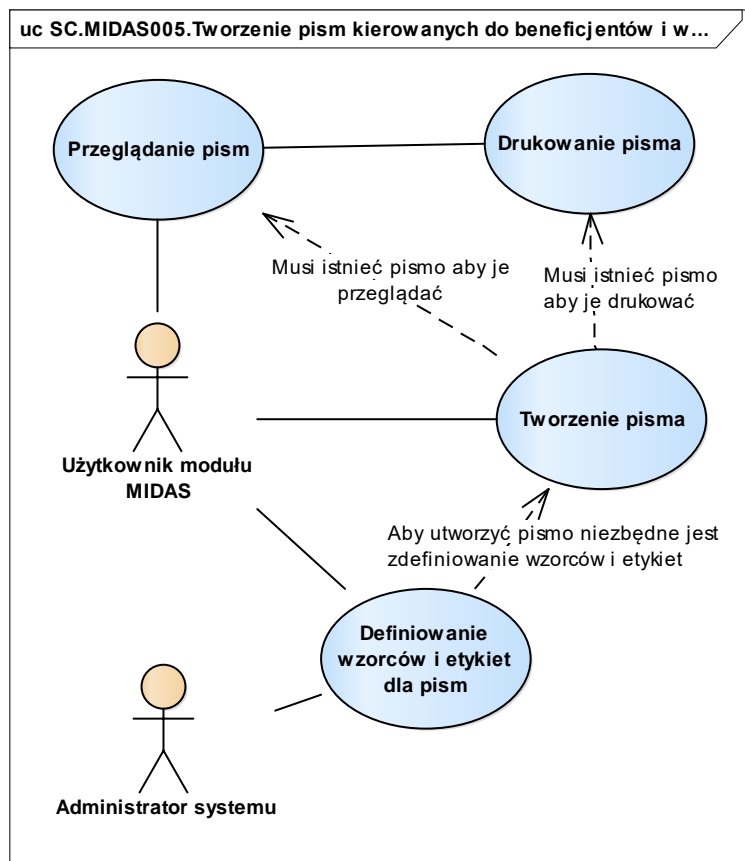 uc SC.MIDAS005.Tworzenie pism kierowanych do beneficjentów i w...
Przeglądanie pism
Drukowanie pisma
Musi istnieć pismo aby je
przeglądać
Musi istnieć pismo
aby je drukować
Tworzenie pisma
Użytkownik modułu
MIDAS
Aby utworzyć pismo niezbędne jest
zdefiniowanie wzorców i etykiet
Definiowanie
wzorców i etykiet
dla pism
Administrator systemu